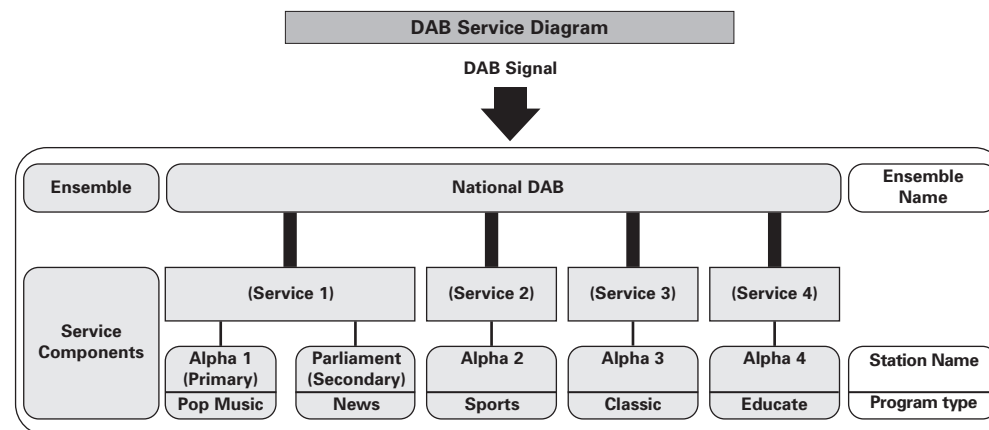 DAB Service Diagram
DAB Signal
Ensemble
National DAB
Ensemble
Name
Service
Components
(Service 1)
(Service 2)
(Service 3)
(Service 4)
Alpha 1
(Primary)
Parliament
(Secondary)
Alpha 2
Alpha 3
Alpha 4
Station Name
Pop Music
News
Sports
Classic
Educate
Program type